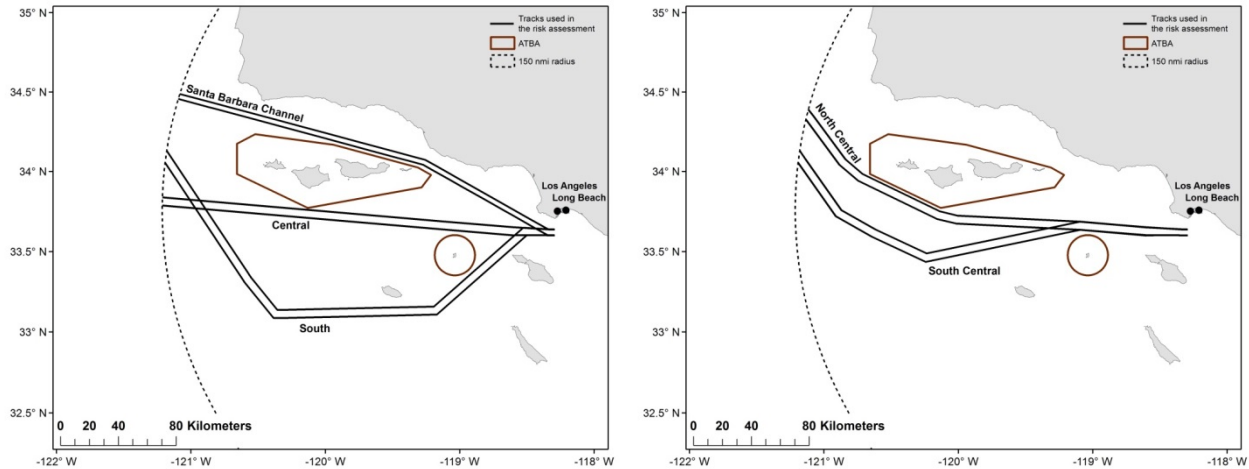 35° N
34.5° N
34° N
33.5° N
33° N
32.5° N
-122° W
-121° W
-120° W
-119° W
-118° W
Tracks used in
the risk assessment
ATBA
150 nmi radius
Santa Barbara Channel
Los Angeles
Long Beach
Central
South
0 20 40 80 Kilometers
35° N
34.5° N
34° N
33.5° N
33° N
32.5° N
-122° W
-121° W
-120° W
-119° W
-118° W
Tracks used in
the risk assessment
ATBA
150 nmi radius
North Central
Los Angeles
Long Beach
South Central
0 20 40 80 Kilometers